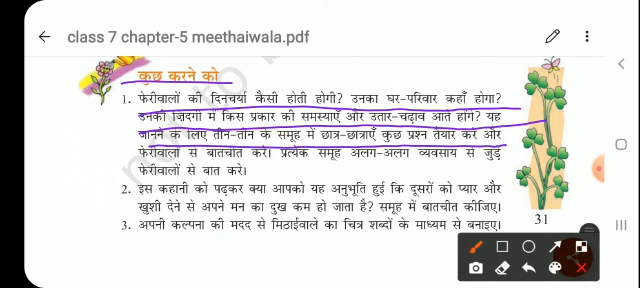 class 7 chapter-5 meethaiwala.pdf
कुछ करने को
1. फेरीवालों की दिनचर्या कैसी होती होगी? उनका घर-परिवार कहाँ होगा?
उनकी ज़िंदगी में किस प्रकार की समस्याएँ और उतार-चढ़ाव आते होंगे? यह
जानने के लिए तीन-तीन के समूह में छात्र-छात्राएँ कुछ प्रश्न तैयार करें और
फेरीवालों से बातचीत करें। प्रत्येक समूह अलग-अलग व्यवसाय से जुड़े
फेरीवालों से बात करे।
2. इस कहानी को पढ़कर क्या आपको यह अनुभूति हुई कि दूसरों को प्यार और
खुशी देने से अपने मन का दुख कम हो जाता है? समूह में बातचीत कीजिए।
3. अपनी कल्पना की मदद से मिठाईवाले का चित्र शब्दों के माध्यम से बनाइए।
31